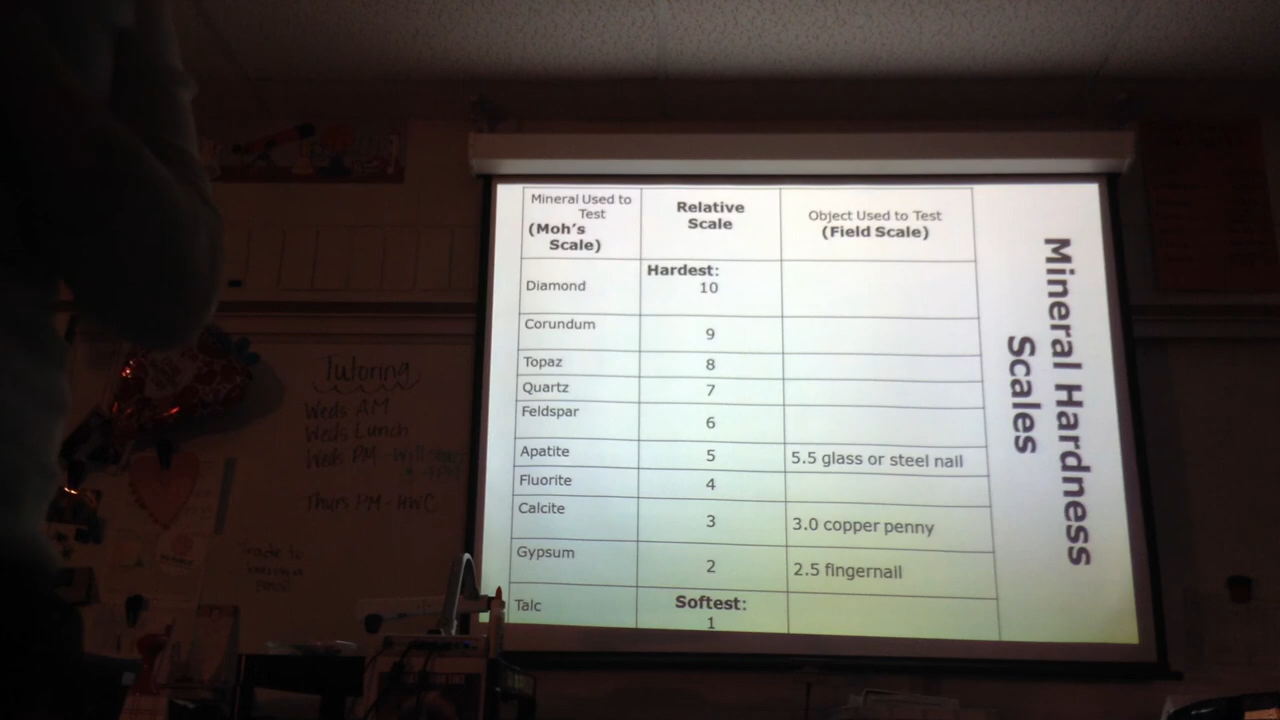 Mineral Hardness
Scales
Mineral Used to
Test
(Moh's
Scale)
Relative
Scale
Object Used to Test
(Field Scale)
Diamond
Hardest:
10
Corundum
9
Topaz
8
Quartz
7
Feldspar
6
Apatite
5
5.5 glass or steel nail
Fluorite
4
Calcite
3
3.0 copper penny
Gypsum
2
2.5 fingernail
Talc
Softest:
1
Tutoring
Weds AM
Weds Lunch
Weds PM -
Thurs PM - HWC